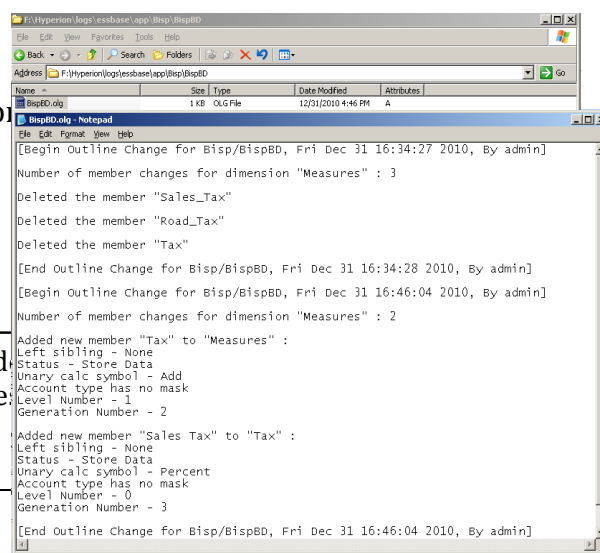 F:\Hyperion\logs\essbase\app\Bisp\BispBD
File Edit View Favorites Tools Help
Back Search Folders
Address F:\Hyperion\logs\essbase\app\Bisp\BispBD Go
Name Size Type Date Modified Attributes
BispBD.olg 1 KB OLG File 12/31/2010 4:46 PM A
BispBD.olg - Notepad
File Edit Format View Help
[Begin Outline Change for Bisp/BispBD, Fri Dec 31 16:34:27 2010, By admin]
Number of member changes for dimension "Measures" : 3
Deleted the member "Sales_Tax"
Deleted the member "Road_Tax"
Deleted the member "Tax"
[End Outline Change for Bisp/BispBD, Fri Dec 31 16:34:28 2010, By admin]
[Begin Outline Change for Bisp/BispBD, Fri Dec 31 16:46:04 2010, By admin]
Number of member changes for dimension "Measures" : 2
Added new member "Tax" to "Measures" :
Left sibling - None
Status - Store Data
Unary calc symbol - Add
Account type has no mask
Level Number - 1
Generation Number - 2
Added new member "Sales Tax" to "Tax" :
Left sibling - None
Status - Store Data
Unary calc symbol - Percent
Account type has no mask
Level Number - 0
Generation Number - 3
[End Outline Change for Bisp/BispBD, Fri Dec 31 16:46:04 2010, By admin]